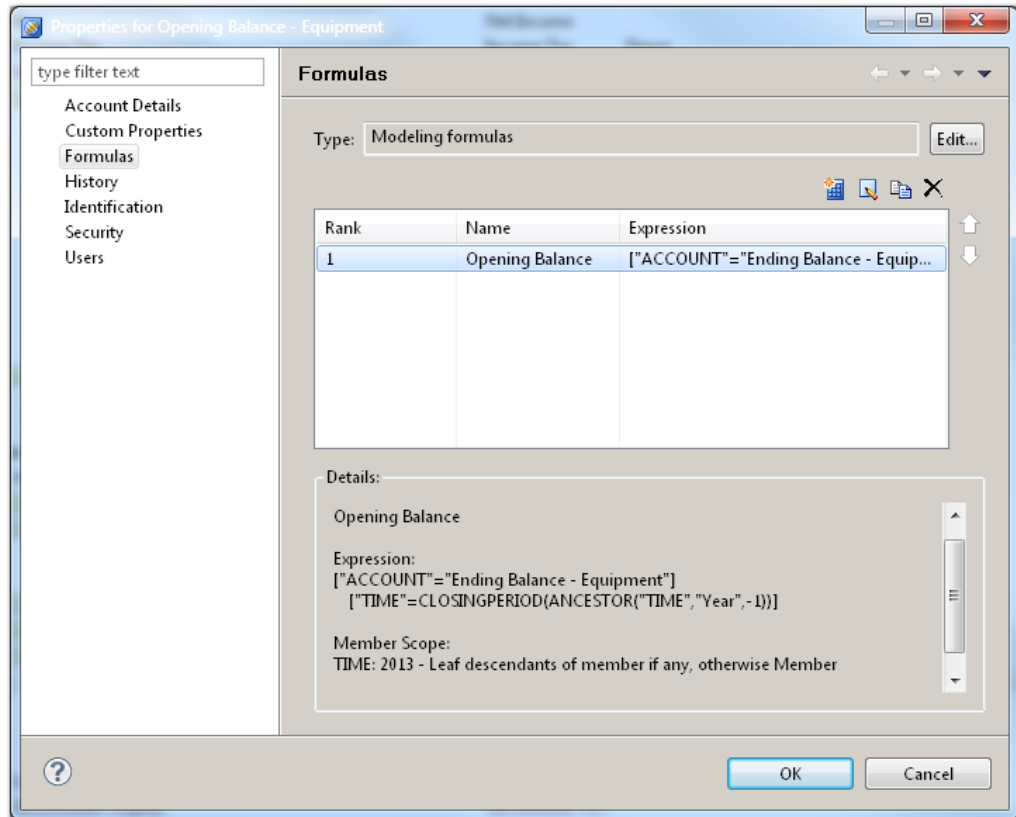 Properties for Opening Balance - Equipment
type filter text
Account Details
Custom Properties
Formulas
History
Identification
Security
Users
Formulas
Type: Modeling formulas Edit...
Rank Name Expression
1 Opening Balance ["ACCOUNT"="Ending Balance - Equip...
Details:
Opening Balance
Expression:
["ACCOUNT"="Ending Balance - Equipment"]
["TIME"=CLOSINGPERIOD(ANCESTOR("TIME","Year",-1))]
Member Scope:
TIME: 2013 - Leaf descendants of member if any, otherwise Member
? OK Cancel